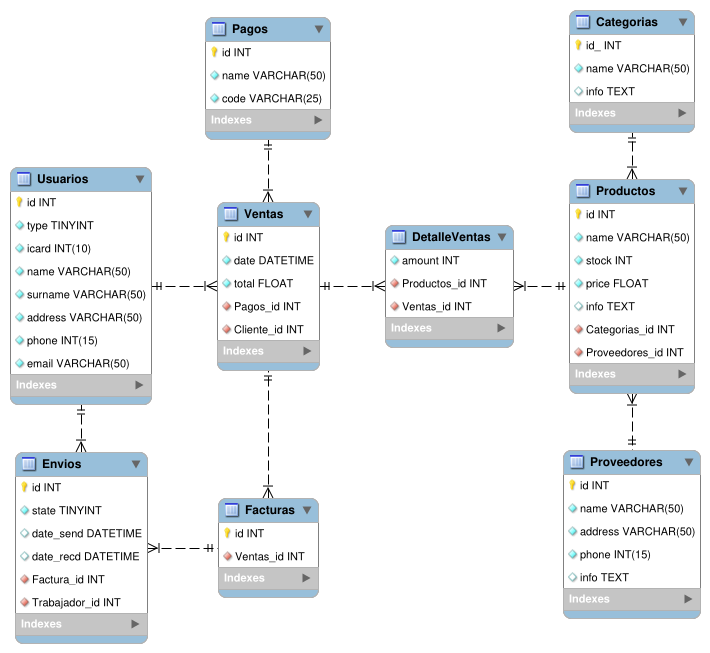 Pagos
id INT
name VARCHAR(50)
code VARCHAR(25)
Indexes
Categorias
id_ INT
name VARCHAR(50)
info TEXT
Indexes
Usuarios
id INT
type TINYINT
icard INT(10)
name VARCHAR(50)
surname VARCHAR(50)
address VARCHAR(50)
phone INT(15)
email VARCHAR(50)
Indexes
Ventas
id INT
date DATETIME
total FLOAT
Pagos_id INT
Cliente_id INT
Indexes
DetalleVentas
amount INT
Productos_id INT
Ventas_id INT
Indexes
Productos
id INT
name VARCHAR(50)
stock INT
price FLOAT
info TEXT
Categorias_id INT
Proveedores_id INT
Indexes
Envios
id INT
state TINYINT
date_send DATETIME
date_recd DATETIME
Factura_id INT
Trabajador_id INT
Indexes
Facturas
id INT
Ventas_id INT
Indexes
Proveedores
id INT
name VARCHAR(50)
address VARCHAR(50)
phone INT(15)
info TEXT
Indexes